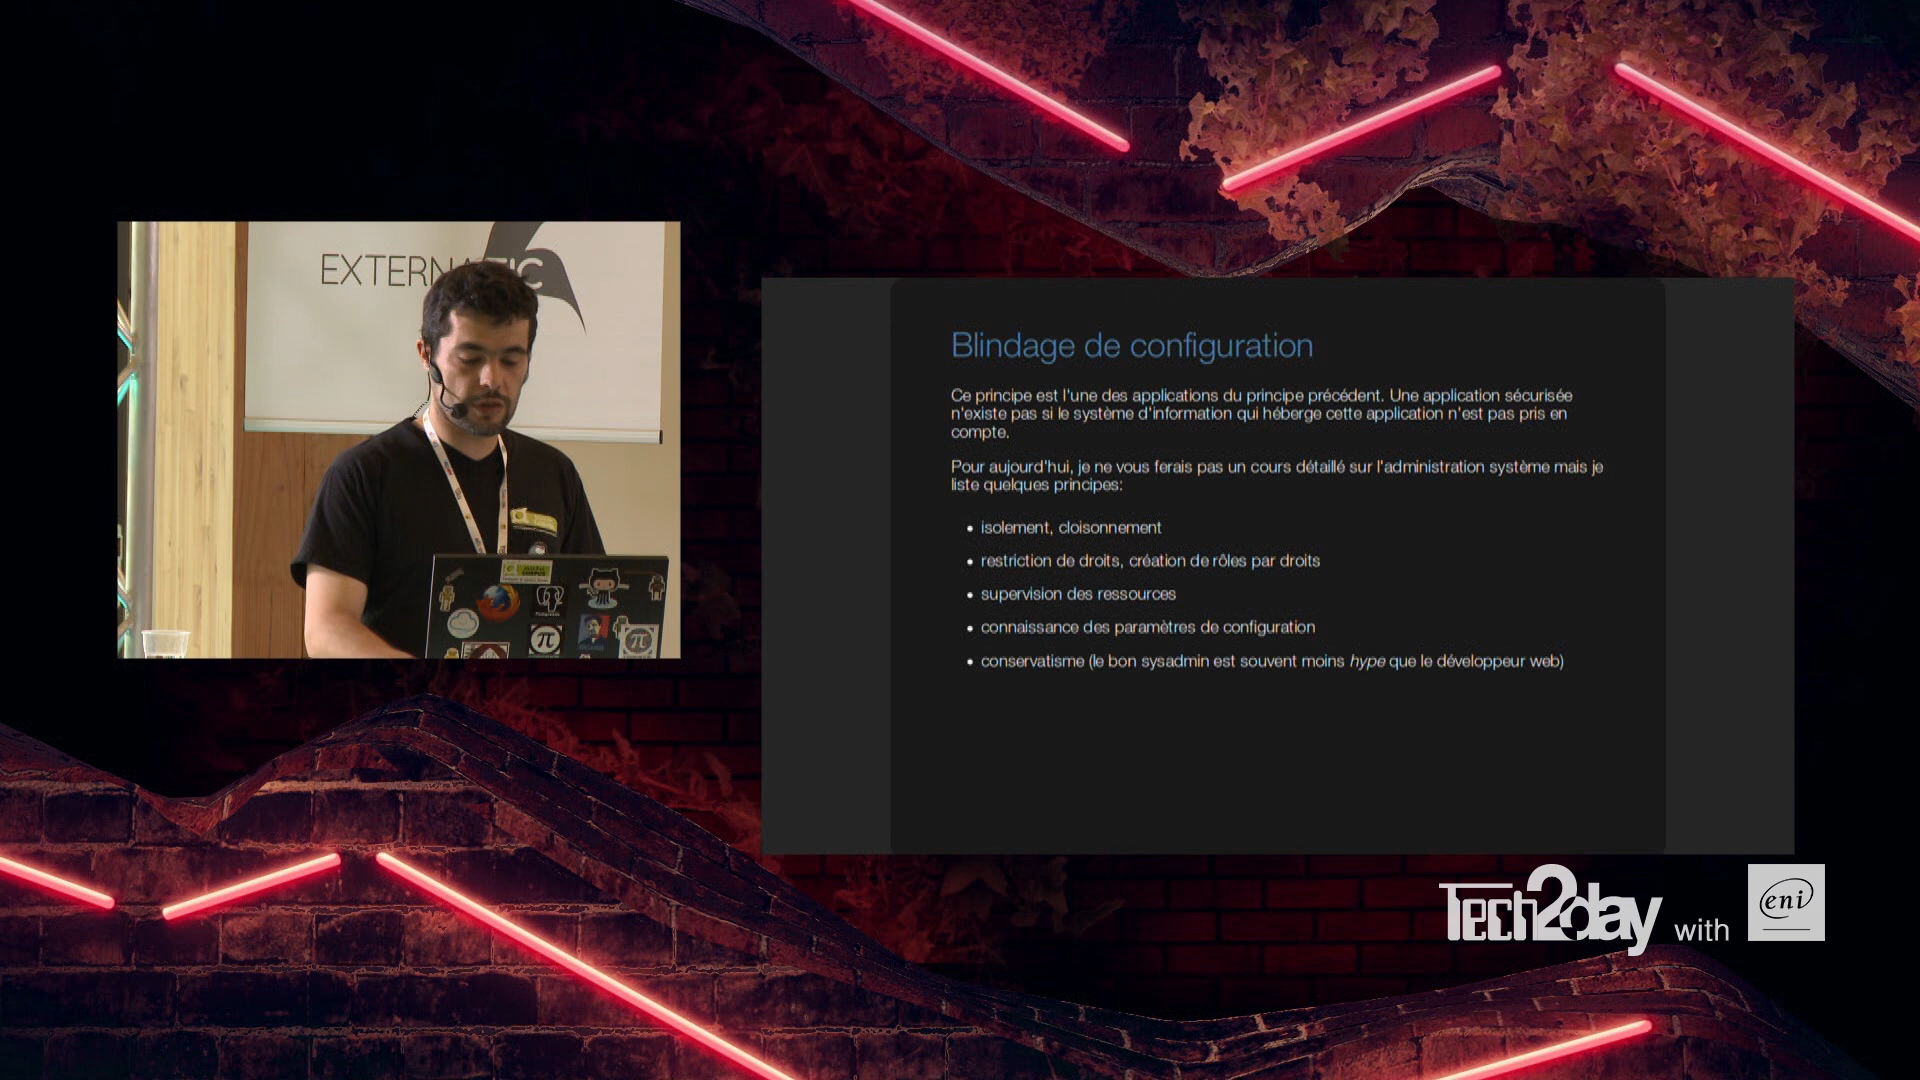 EXTERNATIC
Blindage de configuration
Ce principe est l'une des applications du principe précédent. Une application sécurisée
n'existe pas si le système d'information qui héberge cette application n'est pas pris en
compte.
Pour aujourd'hui, je ne vous ferais pas un cours détaillé sur l'administration système mais je
liste quelques principes:
• isolement, cloisonnement
• restriction de droits, création de rôles par droits
• supervision des ressources
• connaissance des paramètres de configuration
• conservatisme (le bon sysadmin est souvent moins hype que le développeur web)
Tech2day with eni